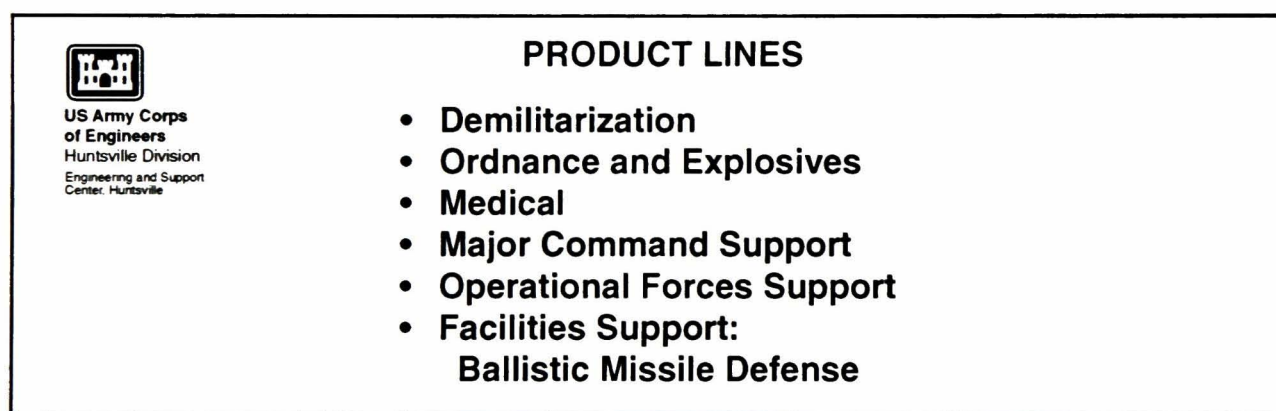 PRODUCT LINES
US Army Corps
of Engineers
Huntsville Division
Engineering and Support
Center, Huntsville
• Demilitarization
• Ordnance and Explosives
• Medical
• Major Command Support
• Operational Forces Support
• Facilities Support:
Ballistic Missile Defense